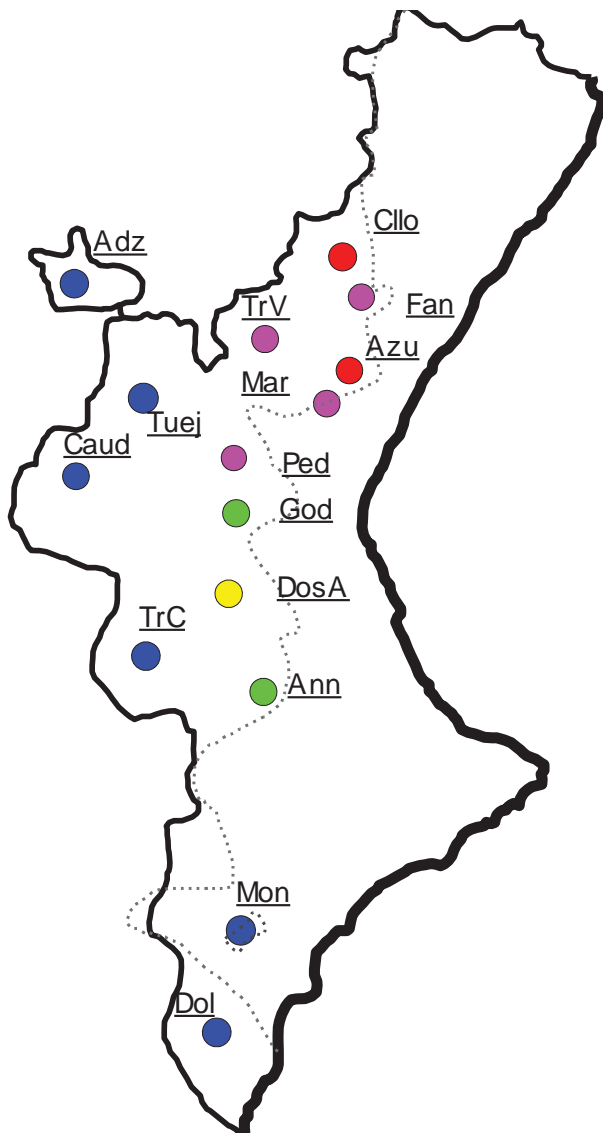 Cllo
Adz
Fan
TrV
Azu
Mar
Tuej
Caud
Ped
God
DosA
TrC
Ann
Mon
Dol